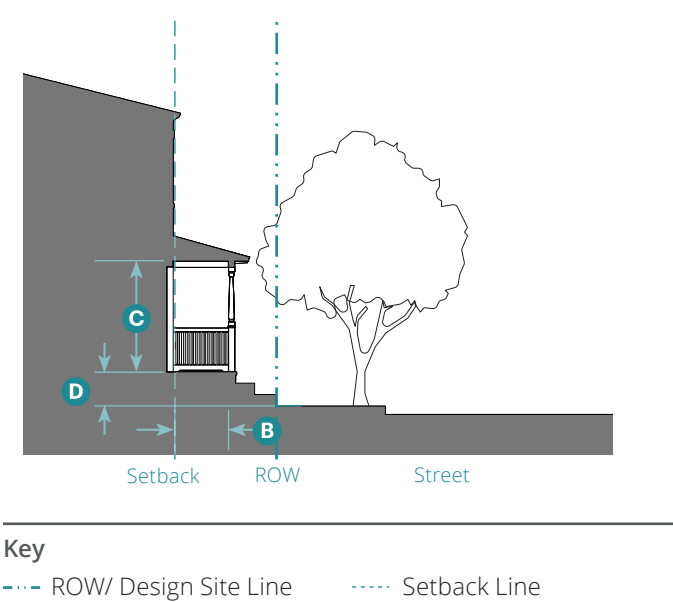 C
D
B
Setback ROW Street
Key
ROW/ Design Site Line Setback Line